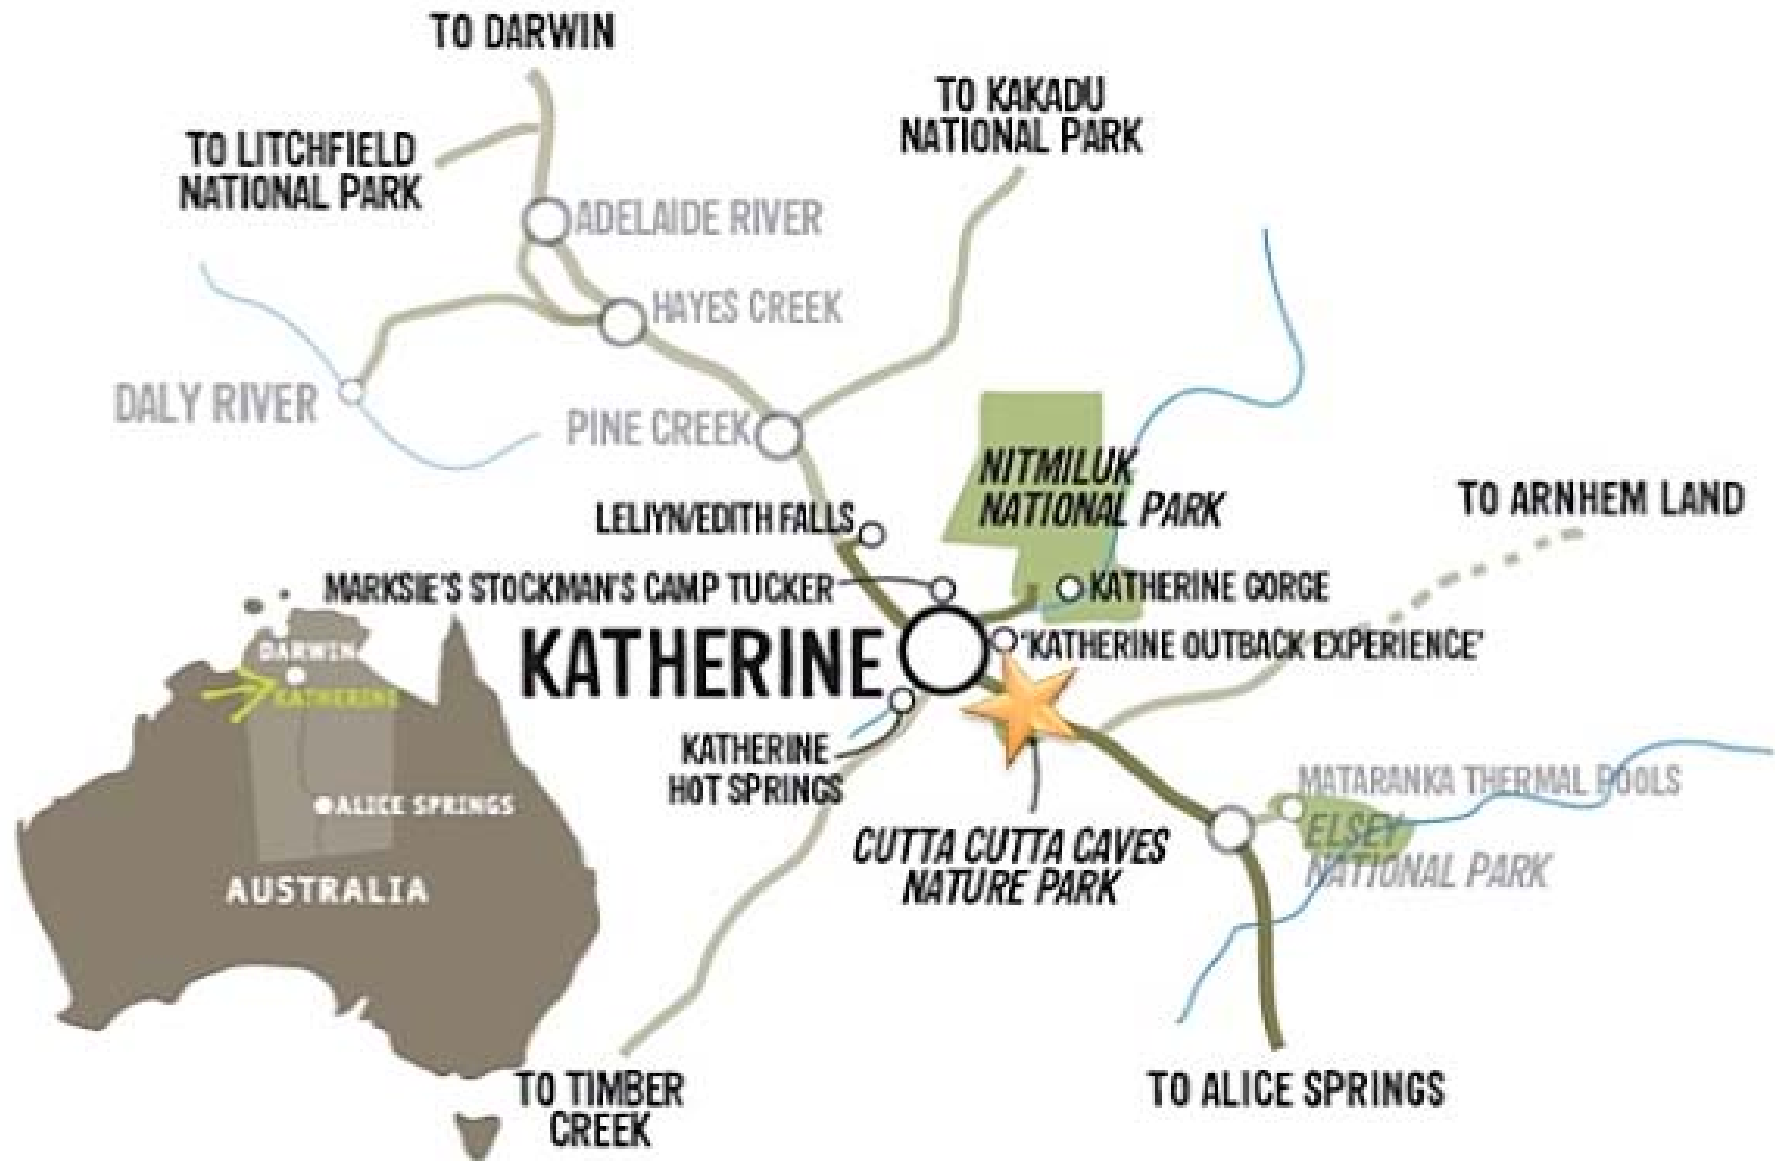 TO DARWIN
TO KAKADU
NATIONAL PARK
TO LITCHFIELD
NATIONAL PARK
ADELAIDE RIVER
HAYES CREEK
DALY RIVER
PINE CREEK
NITMILUK
NATIONAL PARK
TO ARNHEM LAND
LELIYN/EDITH FALLS
MARKSIE'S STOCKMAN'S CAMP TUCKER
KATHERINE GORGE
KATHERINE
'KATHERINE OUTBACK EXPERIENCE'
DARWIN
KATHERINE
KATHERINE
HOT SPRINGS
MATARANKA THERMAL POOLS
ALICE SPRINGS
CUTTA CUTTA CAVES
NATURE PARK
ELSEY
NATIONAL PARK
AUSTRALIA
TO TIMBER
CREEK
TO ALICE SPRINGS